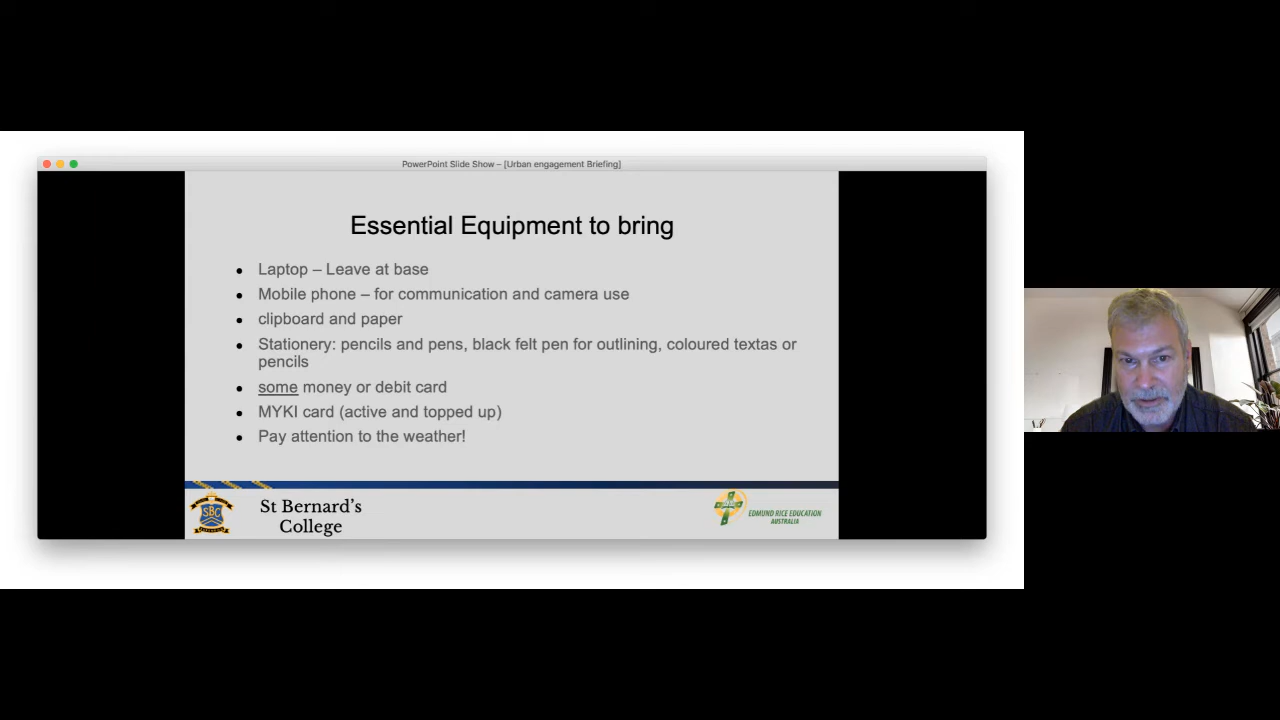 PowerPoint Slide Show – [Urban engagement Briefing]
Essential Equipment to bring
Laptop – Leave at base
Mobile phone – for communication and camera use
clipboard and paper
Stationery: pencils and pens, black felt pen for outlining, coloured textas or
pencils
some money or debit card
MYKI card (active and topped up)
Pay attention to the weather!
SBC
St Bernard's
College
EDMUND RICE EDUCATION
AUSTRALIA